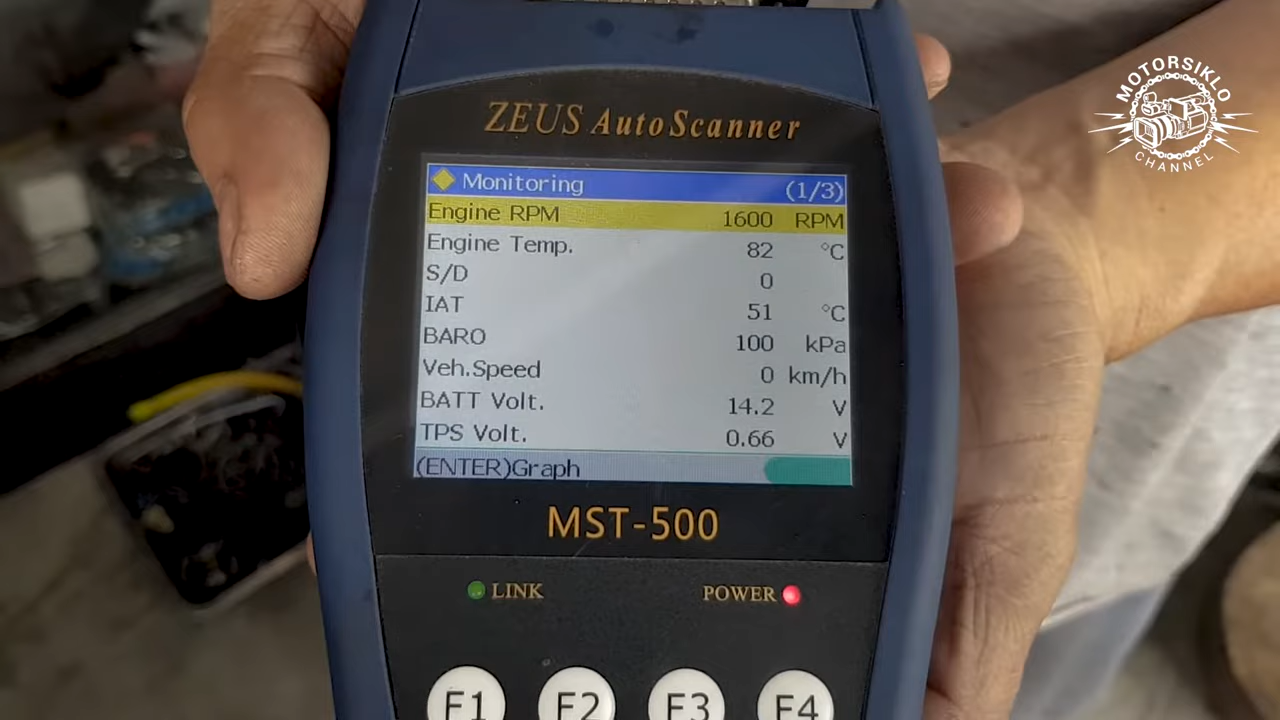 MOTORSIKLO
CHANNEL
ZEUS AutoScanner
Monitoring (1/3)
Engine RPM 1600 RPM
Engine Temp. 82 °C
S/D 0
IAT 51 °C
BARO 100 kPa
Veh.Speed 0 km/h
BATT Volt. 14.2 V
TPS Volt. 0.66 V
(ENTER)Graph
MST-500
LINK POWER
F1 F2 F3 F4